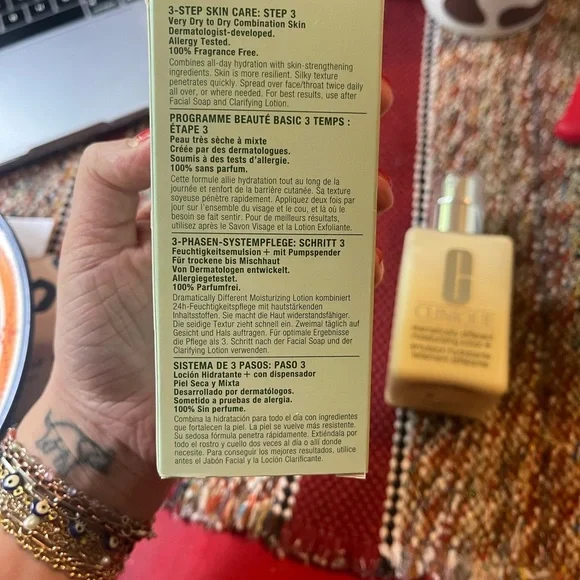 3-STEP SKIN CARE: STEP 3
Very Dry to Dry Combination Skin
Dermatologist-developed.
Allergy Tested.
100% Fragrance Free.
Combines all-day hydration with skin-strengthening
ingredients. Skin is more resilient. Silky texture
penetrates quickly. Spread over face/throat twice daily
all over, or where needed. For best results, use after
Facial Soap and Clarifying Lotion.
PROGRAMME BEAUTÉ BASIC 3 TEMPS :
ÉTAPE 3
Peau très sèche à mixte
Créée par des dermatologues.
Soumis à des tests d'allergie.
100% sans parfum.
Cette formule allie hydratation tout au long de la
journée et renfort de la barrière cutanée. Sa texture
soyeuse pénètre rapidement. Appliquez deux fois par
jour sur l'ensemble du visage et le cou, et là où le
besoin se fait sentir. Pour de meilleurs résultats,
utilisez après le Savon Visage et la Lotion Exfoliante.
3-PHASEN-SYSTEMPFLEGE: SCHRITT 3
Feuchtigkeitsemulsion + mit Pumpspender
Für trockene bis Mischhaut
Von Dermatologen entwickelt.
Allergiegetestet.
100% Parfumfrei.
Dramatically Different Moisturizing Lotion kombiniert
24h-Feuchtigkeitspflege mit hautstärkenden
Inhaltsstoffen. Sie macht die Haut widerstandsfähiger.
Die seidige Textur zieht schnell ein. Zweimal täglich auf
Gesicht und Hals auftragen. Für optimale Ergebnisse
die Pflege als 3. Schritt nach der Facial Soap und der
Clarifying Lotion verwenden.
SISTEMA DE 3 PASOS: PASO 3
Loción Hidratante + con dispensador
Piel Seca y Mixta
Desarrollado por dermatólogos.
Sometido a pruebas de alergia.
100% Sin perfume.
Combina la hidratación para todo el día con ingredientes
que fortalecen la piel. La piel se vuelve más resistente.
Su sedosa fórmula penetra rápidamente. Extiéndala por
todo el rostro y cuello dos veces al día o allí donde
necesite. Para conseguir los mejores resultados, utilice
antes el Jabón Facial y la Loción Clarificante.
CLINIQUE
dramatically different
moisturizing lotion+